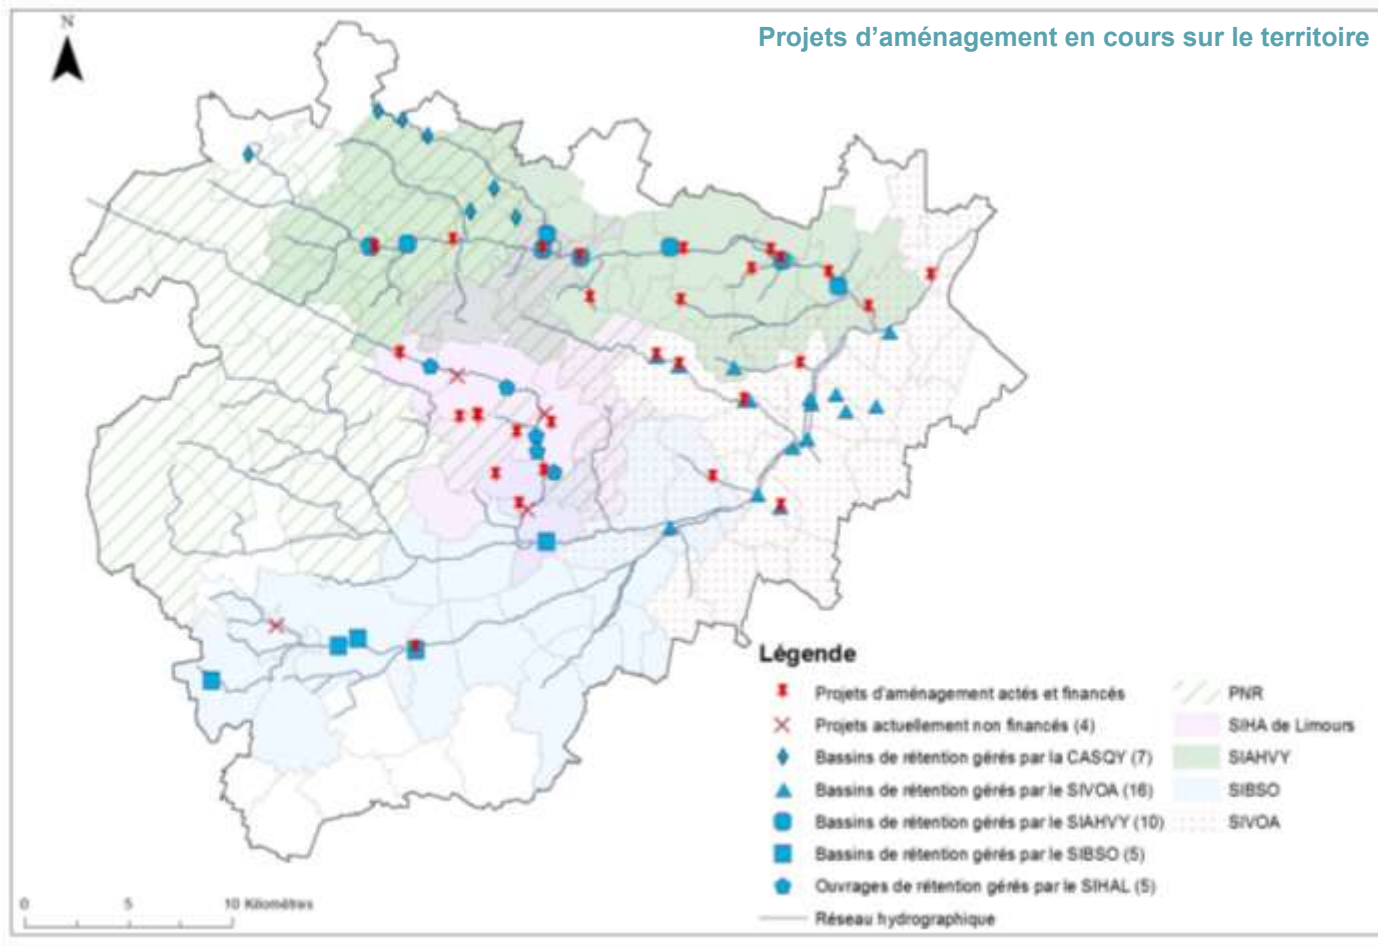 N
Projets d'aménagement en cours sur le territoire
Légende
Projets d'aménagement actés et financés
Projets actuellement non financés (4)
Bassins de rétention gérés par la CASQY (7)
Bassins de rétention gérés par le SIVOA (16)
Bassins de rétention gérés par le SIAHVY (10)
Bassins de rétention gérés par le SIBSO (5)
Ouvrages de rétention gérés par le SIHAL (5)
Réseau hydrographique
PNR
SIHA de Limours
SIAHVY
SIBSO
SIVOA
0 5 10 Kilomètres